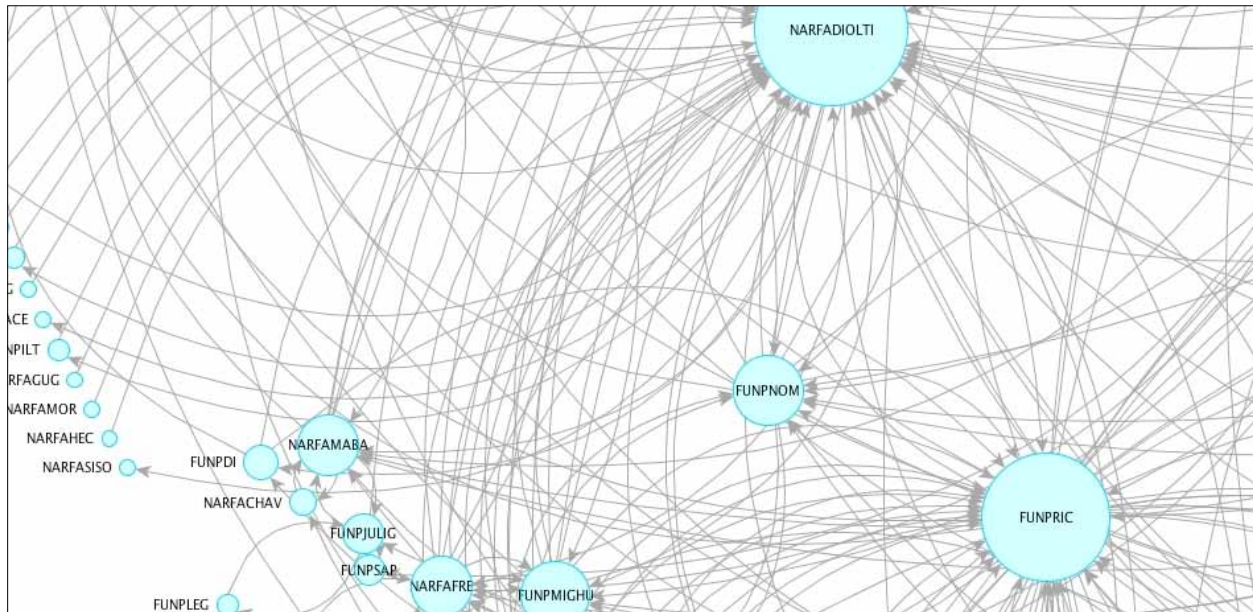 NARFADIOLTI
G
ACE
NPILT
RFAGUG
FUNPNOM
NARFAMOR
NARFAHEC
NARFAMABA
FUNPDI
NARFASISO
NARFACHAV
FUNPRIC
FUNPJULIG
FUNPSAP
NARFAFRE
FUNPMIGHU
FUNPLEG